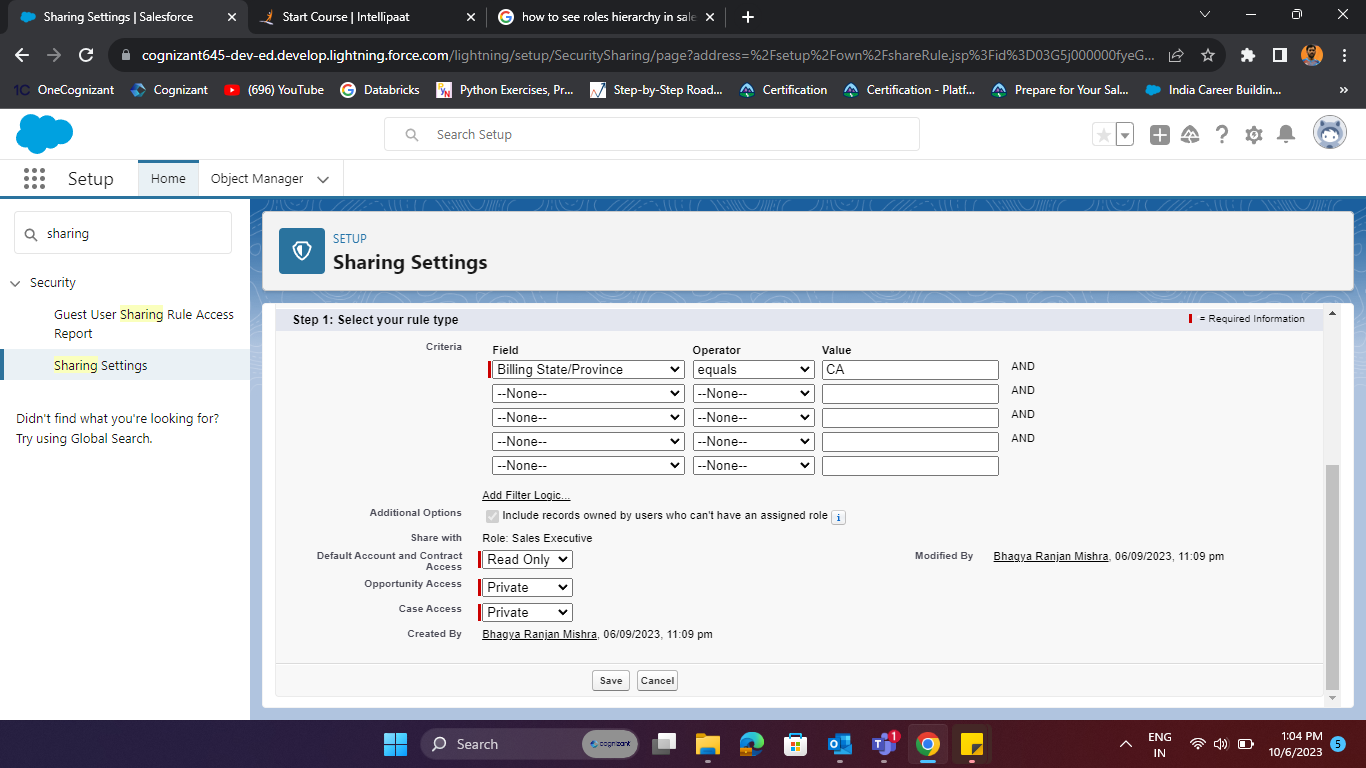 Sharing Settings | Salesforce
Start Course | Intellipaat
how to see roles hierarchy in sale
cognizant645-dev-ed.develop.lightning.force.com/lightning/setup/SecuritySharing/page?address=%2Fsetup%2Fown%2FshareRule.jsp%3Fid%3D03G5j000000fyeG...
1C OneCognizant
Cognizant
(696) YouTube
Databricks
Python Exercises, Pr...
Step-by-Step Road...
Certification
Certification - Platf...
Prepare for Your Sal...
India Career Buildin...
»
Search Setup
Setup
Home
Object Manager
sharing
Security
Guest User Sharing Rule Access
Report
Sharing Settings
Didn't find what you're looking for?
Try using Global Search.
SETUP
Sharing Settings
Step 1: Select your rule type
= Required Information
Criteria
Field Operator Value
Billing State/Province equals CA AND
--None-- --None-- AND
--None-- --None-- AND
--None-- --None-- AND
--None-- --None--
Add Filter Logic...
Additional Options Include records owned by users who can't have an assigned role i
Share with Role: Sales Executive
Default Account and Contract
Access Read Only
Modified By Bhagya Ranjan Mishra, 06/09/2023, 11:09 pm
Opportunity Access Private
Case Access Private
Created By Bhagya Ranjan Mishra, 06/09/2023, 11:09 pm
Save Cancel
Search
cognizant
1
ENG
IN
1:04 PM
10/6/2023
5